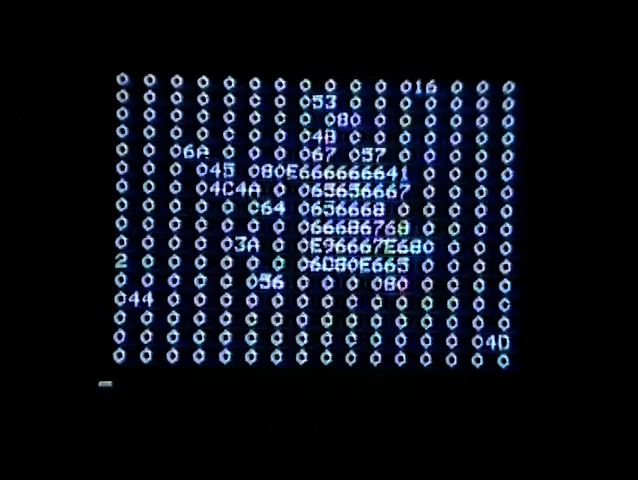 0 0 0 0 0 0 0 0 0 0 0 016 0 0 0
0 0 0 0 0 0 0 053 0 0 0 0 0 0 0
0 0 0 0 0 0 0 0 080 0 0 0 0 0 0
0 0 0 0 0 0 0 04B 0 0 0 0 0 0 0
0 0 06A 0 0 0 067 057 0 0 0 0 0
0 0 0 045 080E666666641 0 0 0 0
0 0 0 04C4A 0 065656667 0 0 0 0
0 0 0 0 0 064 0656668 0 0 0 0 0
0 0 0 0 0 0 0 066686768 0 0 0 0
0 0 0 0 03A 0 0E96667E680 0 0 0
2 0 0 0 0 0 0 06D80E665 0 0 0 0
0 0 0 0 0 056 0 0 0 080 0 0 0 0
044 0 0 0 0 0 0 0 0 0 0 0 0 0 0
0 0 0 0 0 0 0 0 0 0 0 0 0 0 0 0
0 0 0 0 0 0 0 0 0 0 0 0 0 0 04D
0 0 0 0 0 0 0 0 0 0 0 0 0 0 0 0